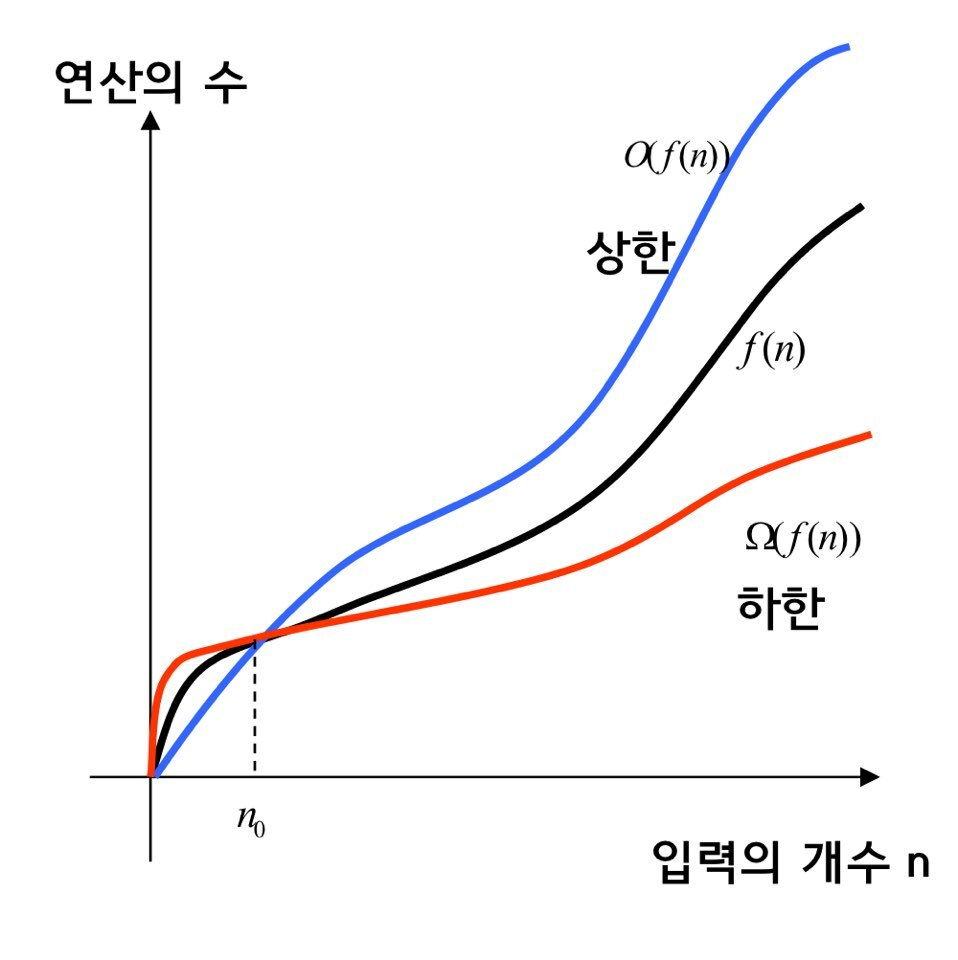 연산의 수
O(f(n))
상한
f(n)
Ω(f(n))
하한
n₀
입력의 개수 n